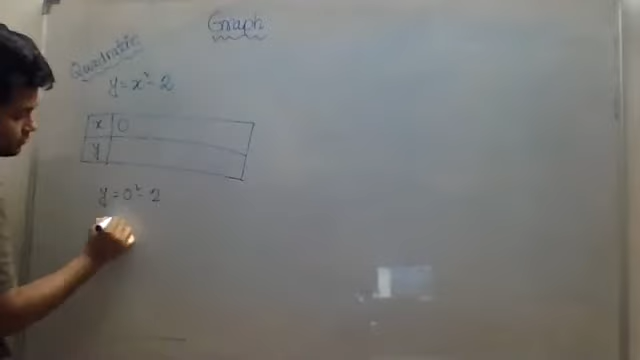 Graph
Quadratic
y = x² - 2
x 0
y
y = 0² - 2